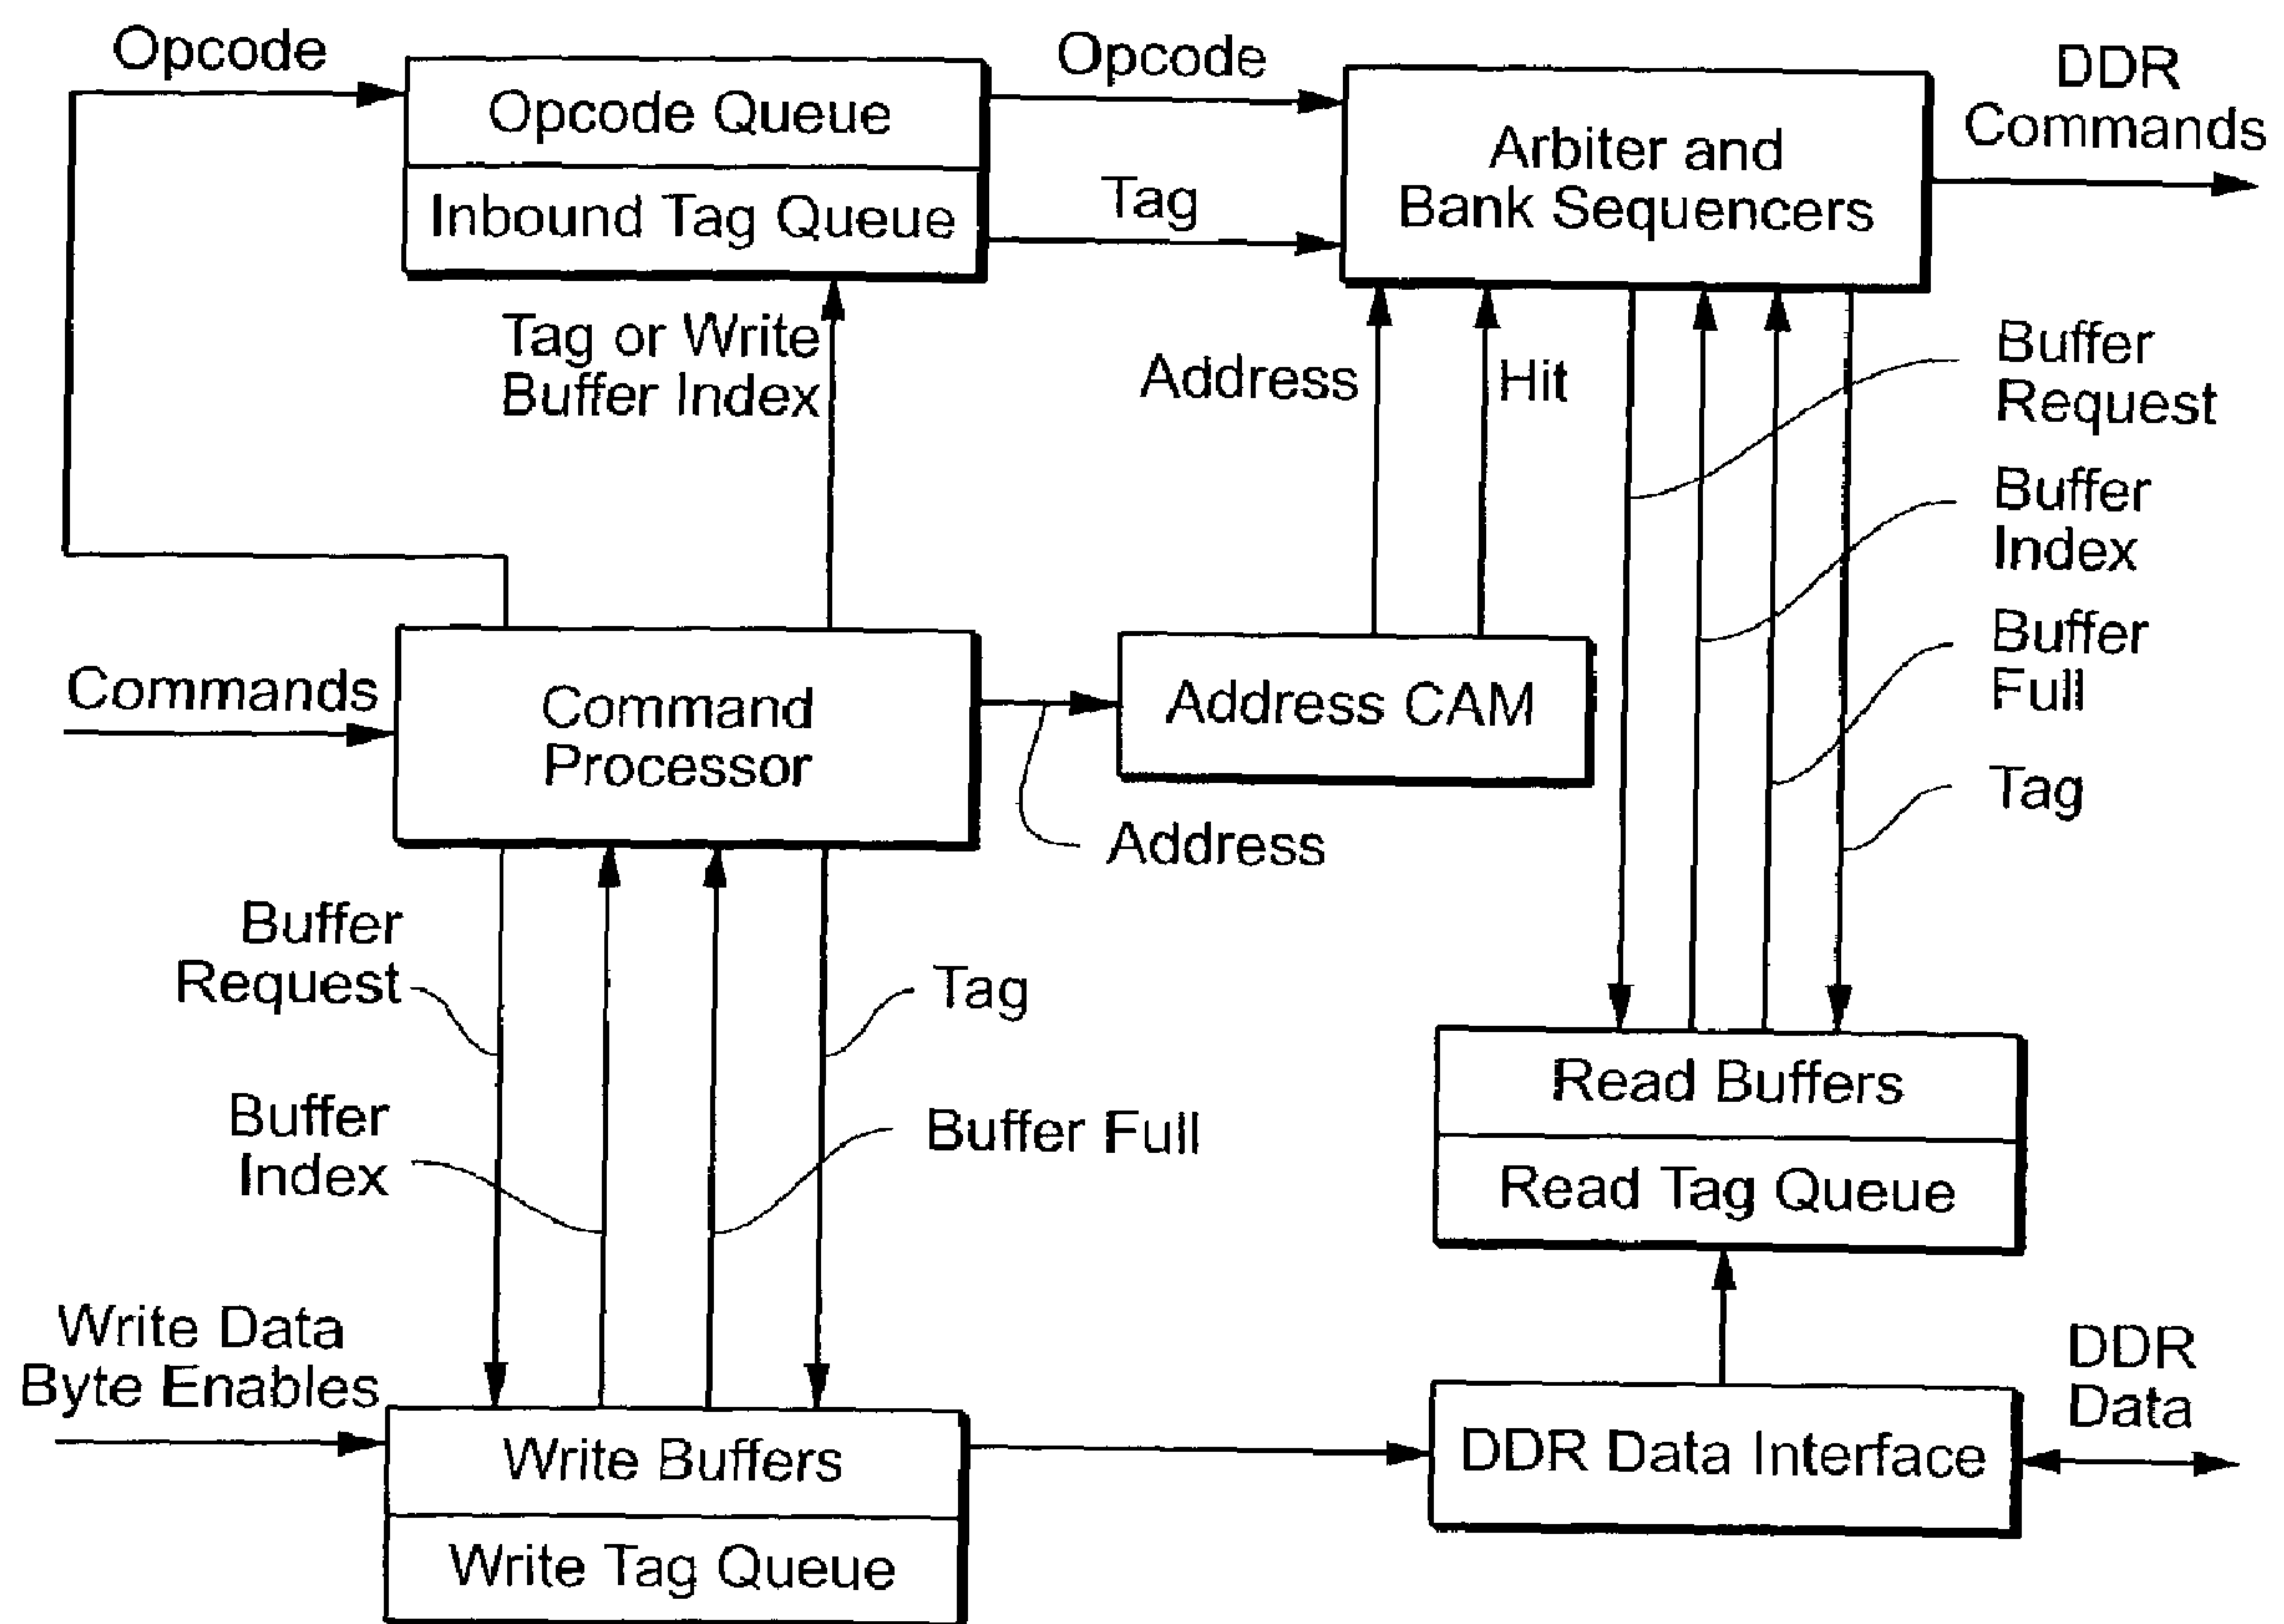 Opcode
Opcode Queue
Inbound Tag Queue
Opcode
Tag
Arbiter and
Bank Sequencers
DDR
Commands
Tag or Write
Buffer Index
Address
Hit
Buffer
Request
Buffer
Index
Buffer
Full
Tag
Commands
Command
Processor
Address CAM
Address
Buffer
Request
Tag
Buffer
Index
Buffer Full
Read Buffers
Read Tag Queue
Write Data
Byte Enables
Write Buffers
Write Tag Queue
DDR Data Interface
DDR
Data